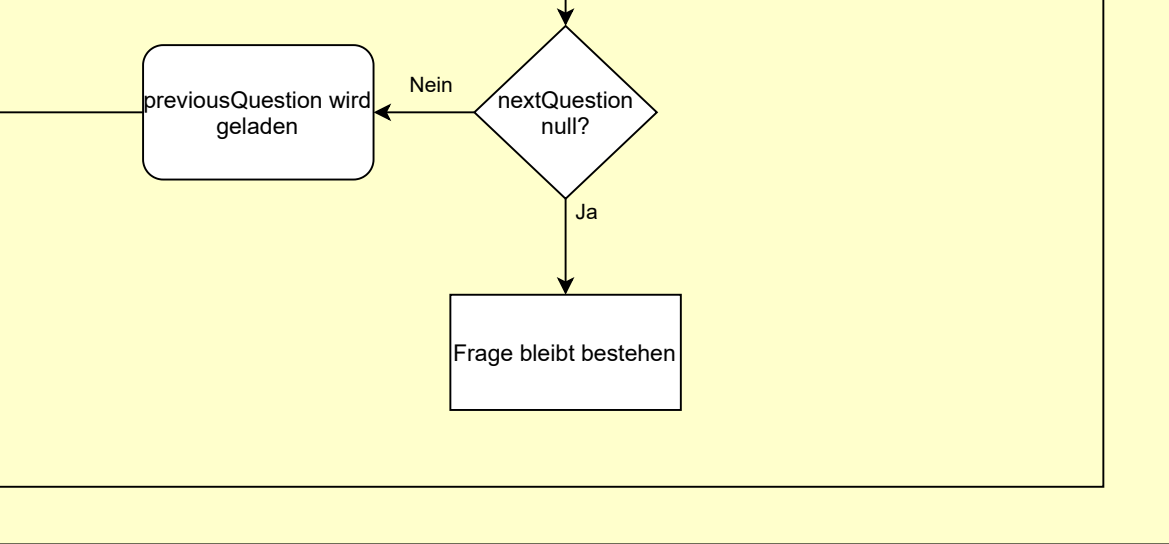 Nein
previousQuestion wird
geladen
nextQuestion
null?
Ja
Frage bleibt bestehen